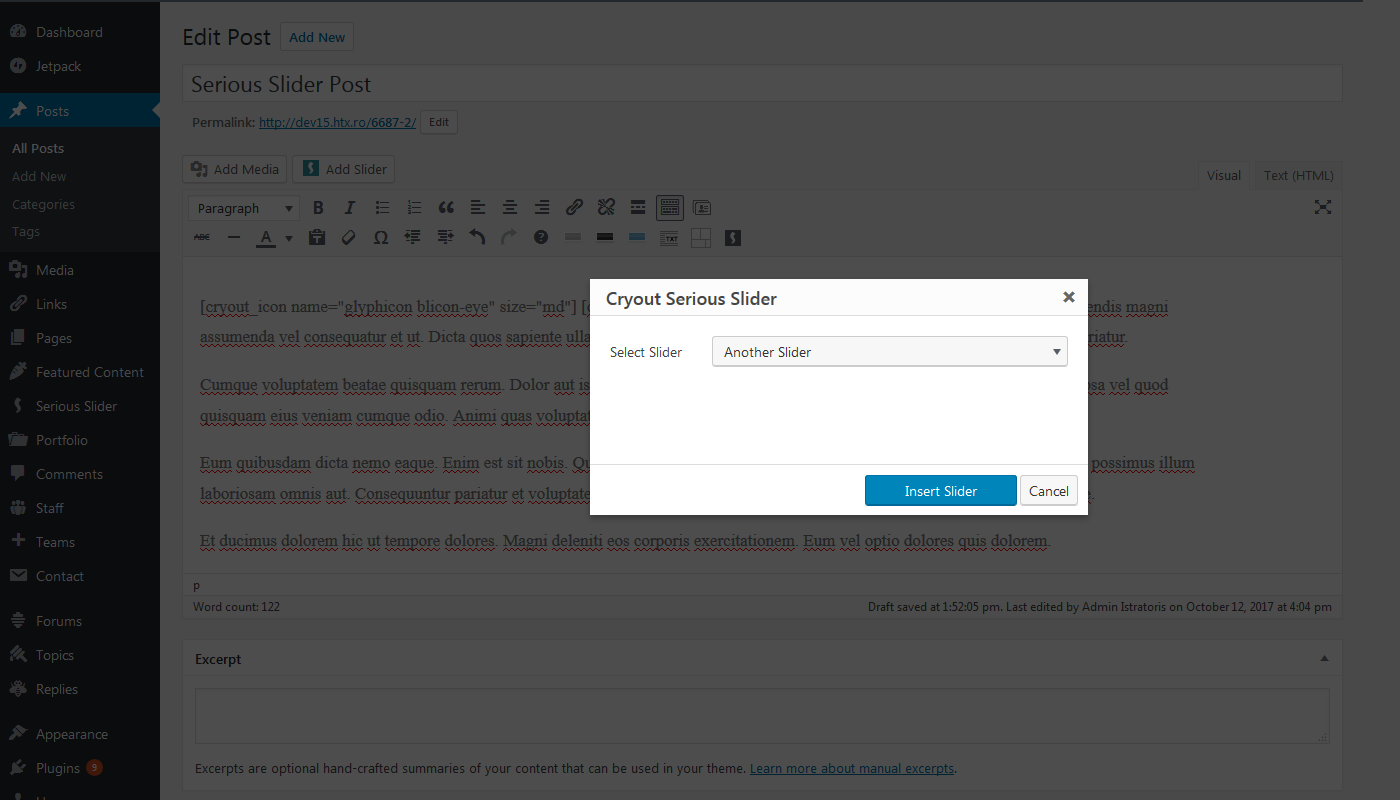 Dashboard
Jetpack
Posts
All Posts
Add New
Categories
Tags
Media
Links
Pages
Featured Content
Serious Slider
Portfolio
Comments
Staff
Teams
Contact
Forums
Topics
Replies
Appearance
Plugins 9
Edit Post Add New
Serious Slider Post
Permalink: http://dev15.htx.ro/6687-2/ Edit
Add Media Add Slider
Visual Text (HTML)
Paragraph B I
ABC A TXT
[cryout_icon name="glyphicon blicon-eye" size="md"] [ endis magni
assumenda vel consequatur et ut. Dicta quos sapiente ulla riatur.
Cumque voluptatem beatae quisquam rerum. Dolor aut is sa vel quod
quisquam eius veniam cumque odio. Animi quas voluptat
Eum quibusdam dicta nemo eaque. Enim est sit nobis. Qu possimus illum
laboriosam omnis aut. Consequuntur pariatur et voluptate .
Et ducimus dolorem hic ut tempore dolores. Magni deleniti eos corporis exercitationem. Eum vel optio dolores quis dolorem.
p
Word count: 122 Draft saved at 1:52:05 pm. Last edited by Admin Istratoris on October 12, 2017 at 4:04 pm
Excerpt
Excerpts are optional hand-crafted summaries of your content that can be used in your theme. Learn more about manual excerpts.
Cryout Serious Slider
Select Slider Another Slider
Insert Slider Cancel